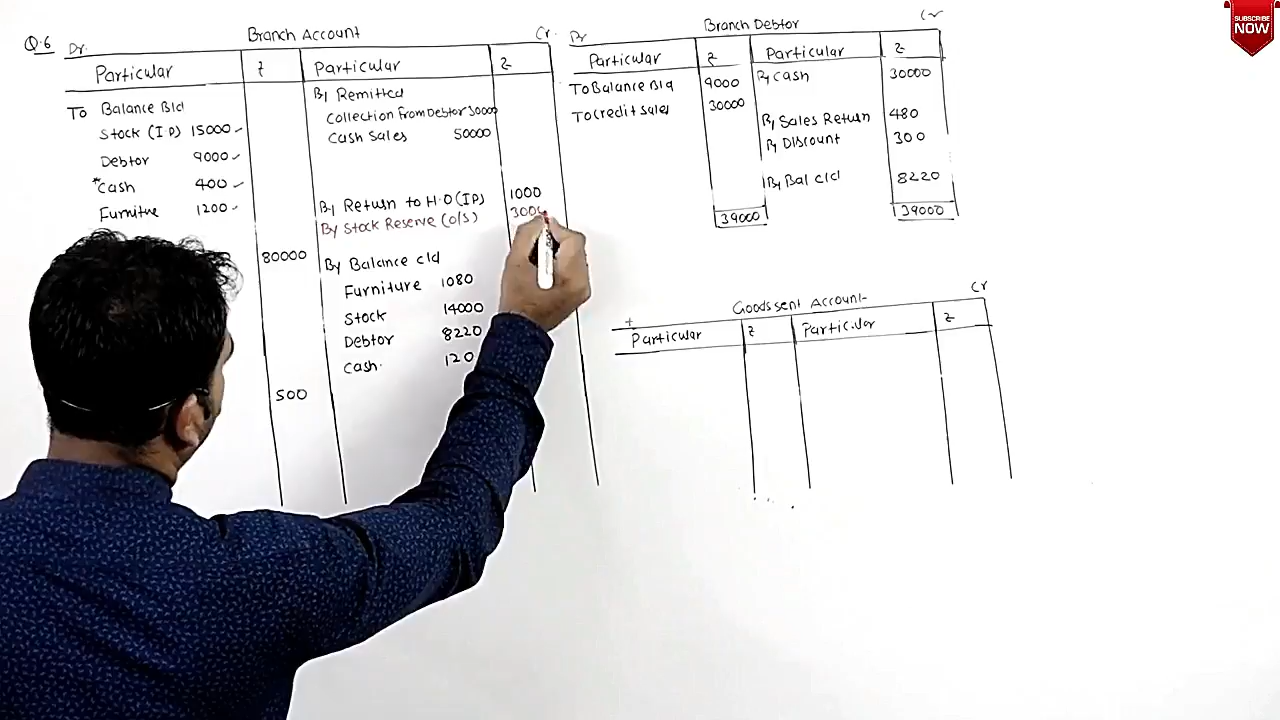 SUBSCRIBE
NOW
Q.6
Dr.
Branch Account
Cr.
Particular
₹
Particular
₹
To Balance B/d
Stock (I.P) 15000
Debtor 9000
*Cash 400
Furnitre 1200
80000
500
By Remitted
Collection From Debtor 30000
Cash Sales 50000
By Return to H.O (IP) 1000
By Stock Reserve (O/S) 3000
By Balance c/d
Furniture 1080
Stock 14000
Debtor 8220
Cash. 120
Branch Debtor
Cr
Particular
₹
Particular
₹
To Balance B/d 9000
By Cash 30000
To credit sales 30000
By Sales Return 480
By Discount 300
By Bal c/d 8220
39000
39000
Goods sent Account
Cr
Particular
₹
Particular
₹